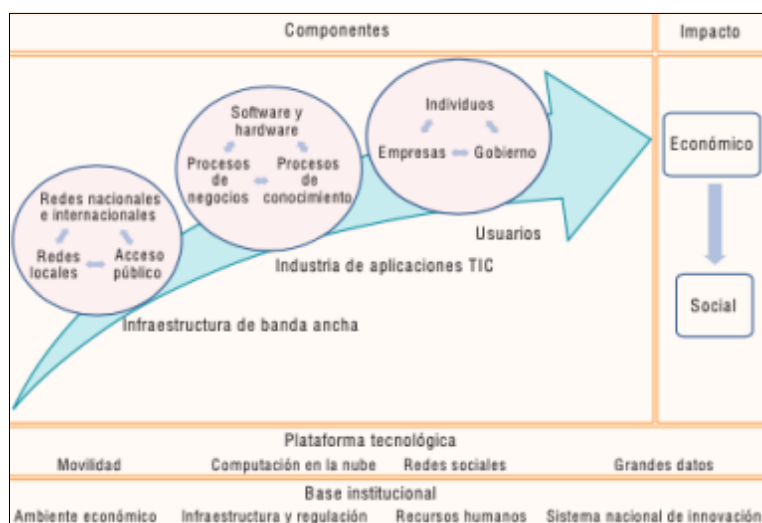 Componentes
Impacto
Individuos
Empresas
Gobierno
Software y
hardware
Procesos
de
negocios
Procesos
de
conocimiento
Redes nacionales
e internacionales
Redes
locales
Acceso
público
Usuarios
Industria de aplicaciones TIC
Infraestructura de banda ancha
Económico
Social
Plataforma tecnológica
Movilidad
Computación en la nube
Redes sociales
Grandes datos
Base institucional
Ambiente económico
Infraestructura y regulación
Recursos humanos
Sistema nacional de innovación